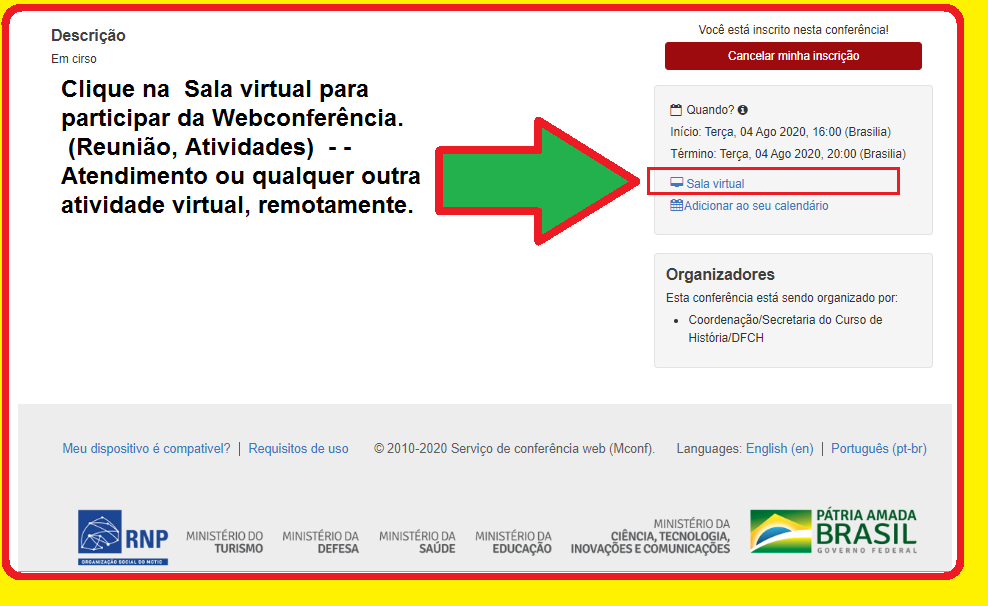 Descrição
Em cirso
Clique na  Sala virtual para
participar da Webconferência.
(Reunião, Atividades)  - -
Atendimento ou qualquer outra
atividade virtual, remotamente.
Você está inscrito nesta conferência!
Cancelar minha inscrição
Quando?
Início: Terça, 04 Ago 2020, 16:00 (Brasilia)
Término: Terça, 04 Ago 2020, 20:00 (Brasilia)
Sala virtual
Adicionar ao seu calendário
Organizadores
Esta conferência está sendo organizado por:
• Coordenação/Secretaria do Curso de
História/DFCH
Meu dispositivo é compativel? | Requisitos de uso © 2010-2020 Serviço de conferência web (Mconf). Languages: English (en) | Português (pt-br)
RNP
ORGANIZAÇÃO SOCIAL DO MCTIC
MINISTÉRIO DO
TURISMO
MINISTÉRIO DA
DEFESA
MINISTÉRIO DA
SAÚDE
MINISTÉRIO DA
EDUCAÇÃO
MINISTÉRIO DA
CIÊNCIA, TECNOLOGIA,
INOVAÇÕES E COMUNICAÇÕES
PÁTRIA AMADA
BRASIL
GOVERNO FEDERAL